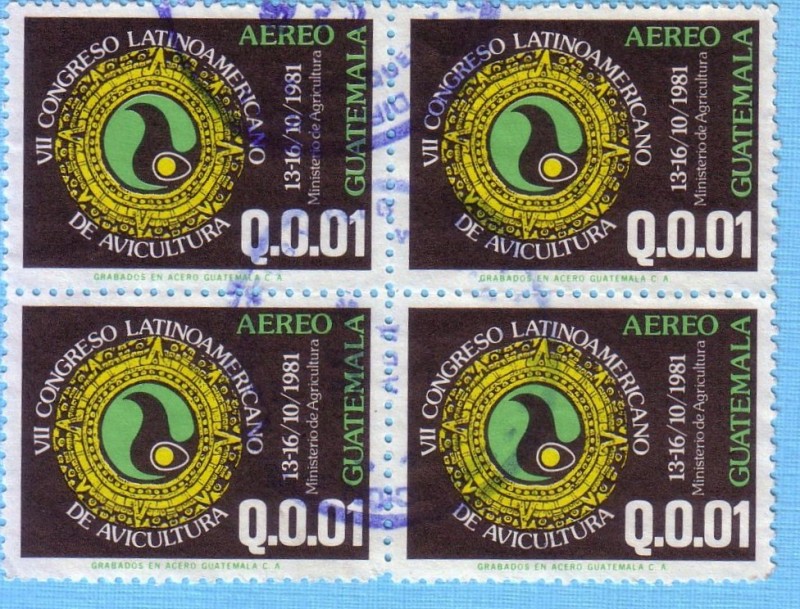 VII CONGRESO LATINOAMERICANO
DE AVICULTURA
AEREO
13-16/10/1981
Ministerio de Agricultura
GUATEMALA
Q.0.01
GRABADOS EN ACERO GUATEMALA C. A.
VII CONGRESO LATINOAMERICANO
DE AVICULTURA
AEREO
13-16/10/1981
Ministerio de Agricultura
GUATEMALA
Q.0.01
GRABADOS EN ACERO GUATEMALA C. A.
VII CONGRESO LATINOAMERICANO
DE AVICULTURA
AEREO
13-16/10/1981
Ministerio de Agricultura
GUATEMALA
Q.0.01
GRABADOS EN ACERO GUATEMALA C. A.
VII CONGRESO LATINOAMERICANO
DE AVICULTURA
AEREO
13-16/10/1981
Ministerio de Agricultura
GUATEMALA
Q.0.01
GRABADOS EN ACERO GUATEMALA C. A.